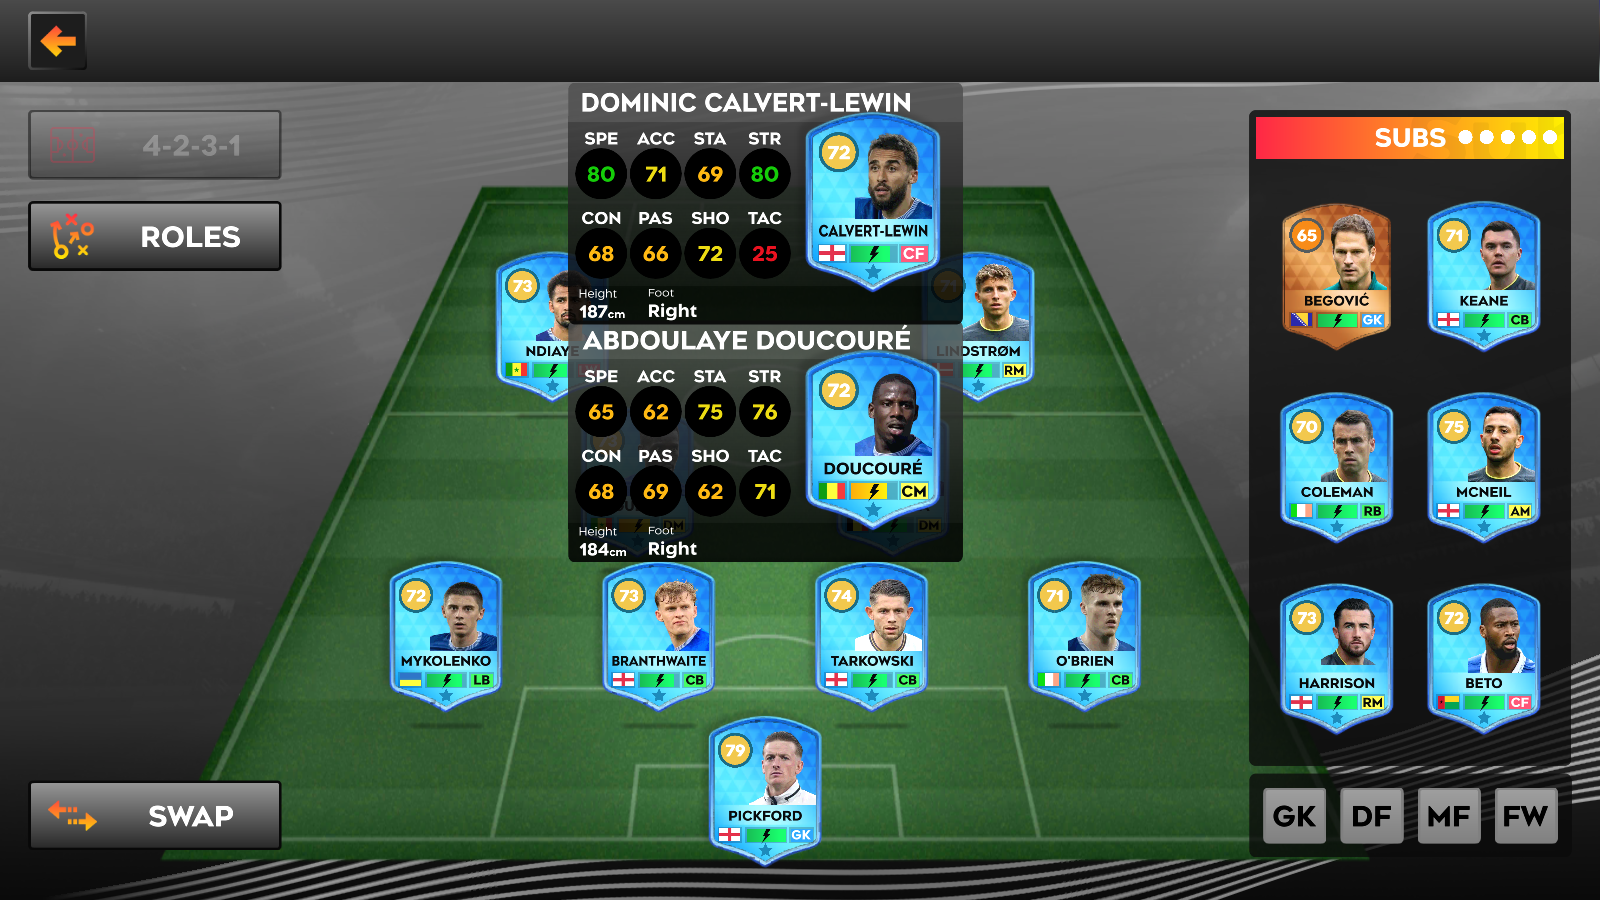 4-2-3-1
ROLES
DOMINIC CALVERT-LEWIN
SPE ACC STA STR
80 71 69 80
CON PAS SHO TAC
68 66 72 25
Height Foot
187cm Right
72
CALVERT-LEWIN
CF
ABDOULAYE DOUCOURÉ
SPE ACC STA STR
65 62 75 76
CON PAS SHO TAC
68 69 62 71
Height Foot
184cm Right
72
DOUCOURÉ
CM
73
NDIAYE
71
LINDSTRØM
RM
DM
DM
72
MYKOLENKO
LB
73
BRANTHWAITE
CB
74
TARKOWSKI
CB
71
O'BRIEN
CB
79
PICKFORD
GK
SUBS
65
BEGOVIĆ
GK
71
KEANE
CB
70
COLEMAN
RB
75
MCNEIL
AM
73
HARRISON
RM
72
BETO
CF
SWAP
GK DF MF FW